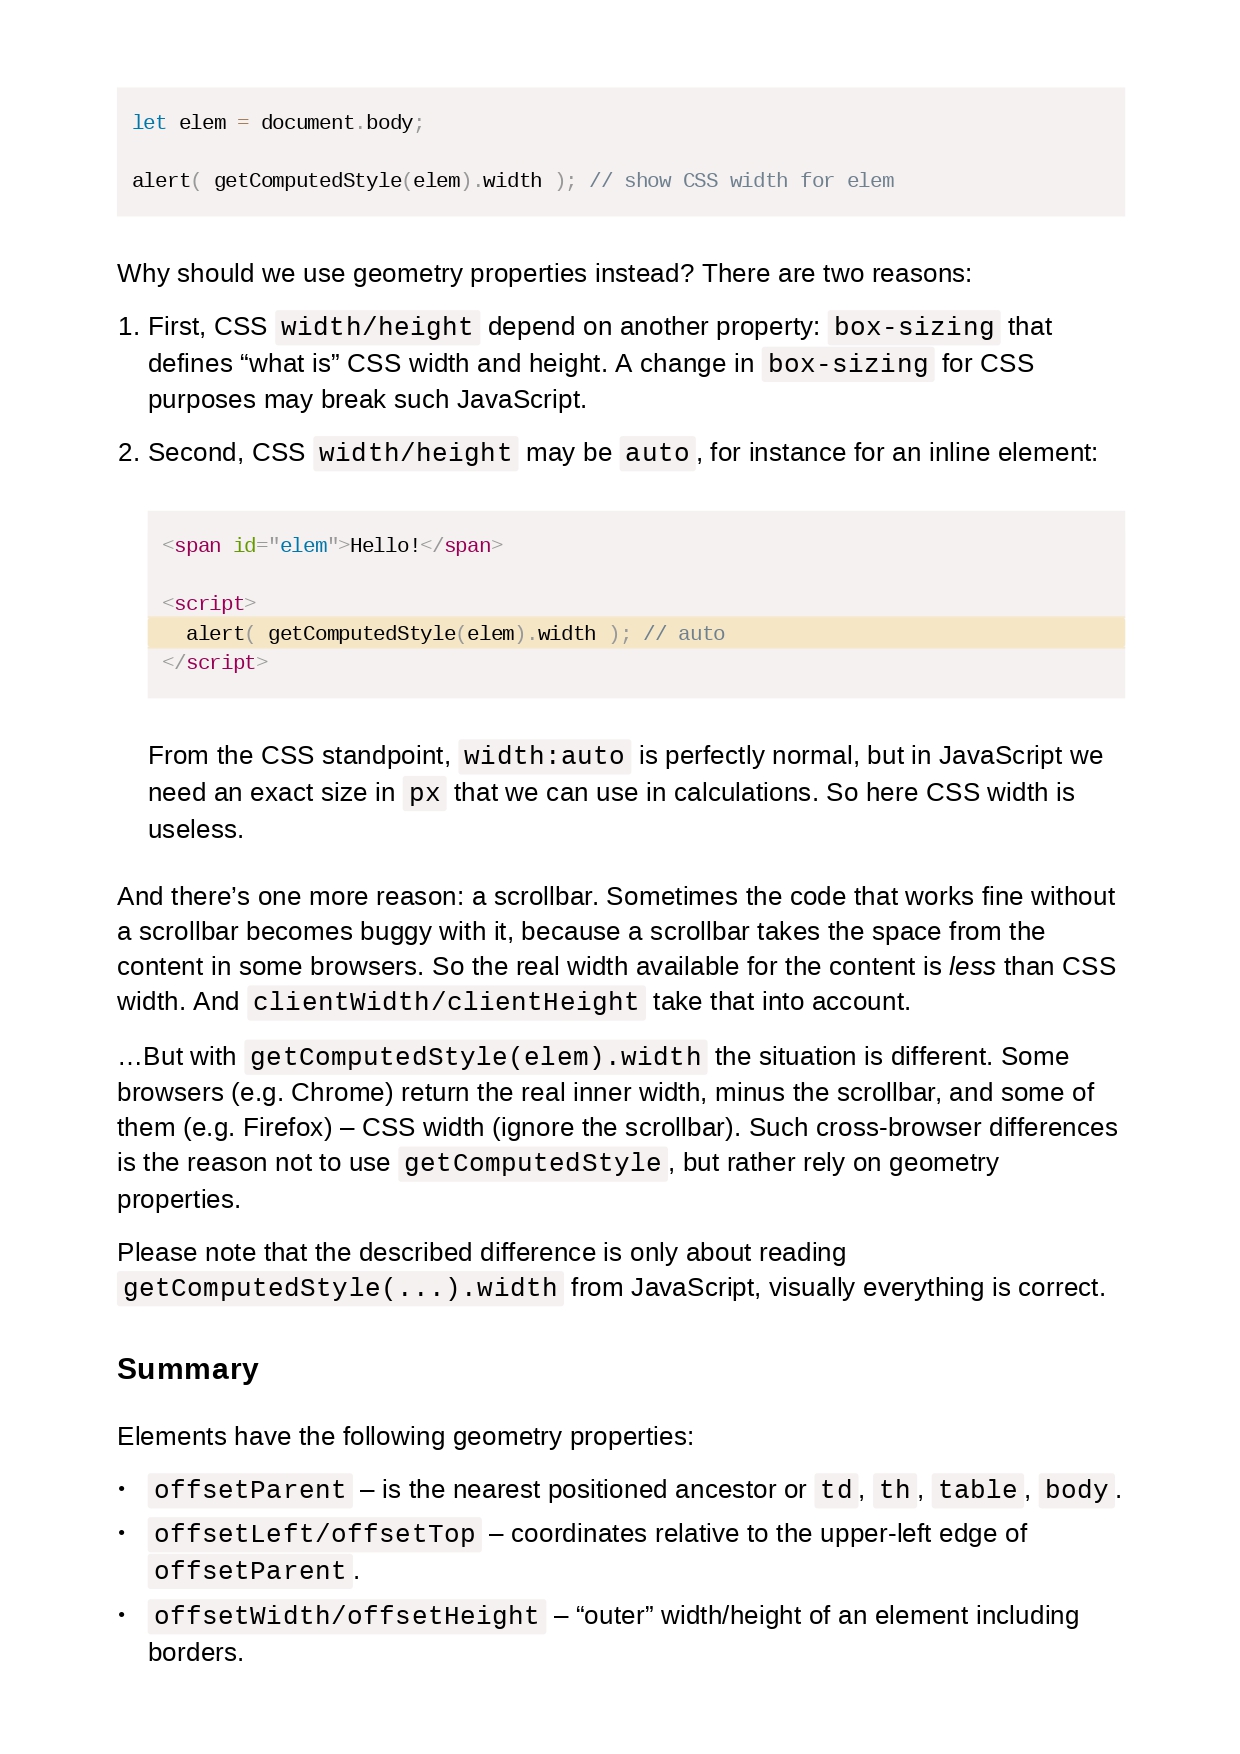 let elem = document.body;
alert( getComputedStyle(elem).width ); // show CSS width for elem
Why should we use geometry properties instead? There are two reasons:
1. First, CSS width/height depend on another property: box-sizing that
defines “what is” CSS width and height. A change in box-sizing for CSS
purposes may break such JavaScript.
2. Second, CSS width/height may be auto, for instance for an inline element:
<span id="elem">Hello!</span>
<script>
  alert( getComputedStyle(elem).width ); // auto
</script>
From the CSS standpoint, width:auto is perfectly normal, but in JavaScript we
need an exact size in px that we can use in calculations. So here CSS width is
useless.
And there’s one more reason: a scrollbar. Sometimes the code that works fine without
a scrollbar becomes buggy with it, because a scrollbar takes the space from the
content in some browsers. So the real width available for the content is less than CSS
width. And clientWidth/clientHeight take that into account.
…But with getComputedStyle(elem).width the situation is different. Some
browsers (e.g. Chrome) return the real inner width, minus the scrollbar, and some of
them (e.g. Firefox) – CSS width (ignore the scrollbar). Such cross-browser differences
is the reason not to use getComputedStyle, but rather rely on geometry
properties.
Please note that the described difference is only about reading
getComputedStyle(...).width from JavaScript, visually everything is correct.
Summary
Elements have the following geometry properties:
• offsetParent – is the nearest positioned ancestor or td, th, table, body.
• offsetLeft/offsetTop – coordinates relative to the upper-left edge of
offsetParent.
• offsetWidth/offsetHeight – “outer” width/height of an element including
borders.